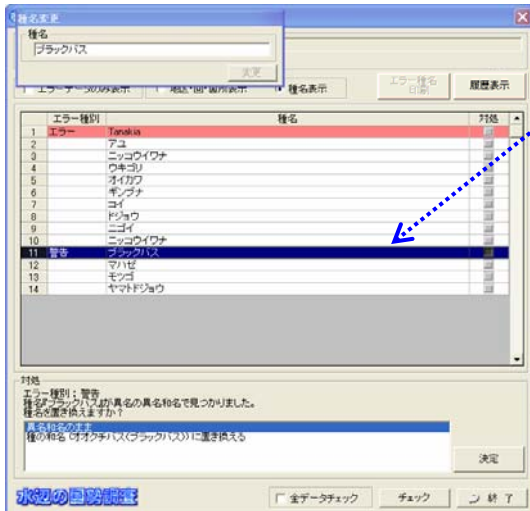 種名変更
種名
ブラックバス
変更
エラーデータのみ表示 地区・回・箇所表示 種名表示
エラー種名
印刷
履歴表示
エラー種別 種名 対処
1 エラー Tanakia
2 アユ
3 ニッコウイワナ
4 ウキゴリ
5 オイカワ
6 ギンブナ
7 コイ
8 ドジョウ
9 ニゴイ
10 ニッコウイワナ
11 警告 ブラックバス
12 マハゼ
13 モツゴ
14 ヤマトドジョウ
対処
エラー種別：警告
種名『ブラックバス』が異名の異名和名で見つかりました。
種名を置き換えますか？
異名和名のまま
種の和名（オオクチバス(ブラックバス)）に置き換える
決定
水辺の国勢調査
全データチェック チェック 終 了